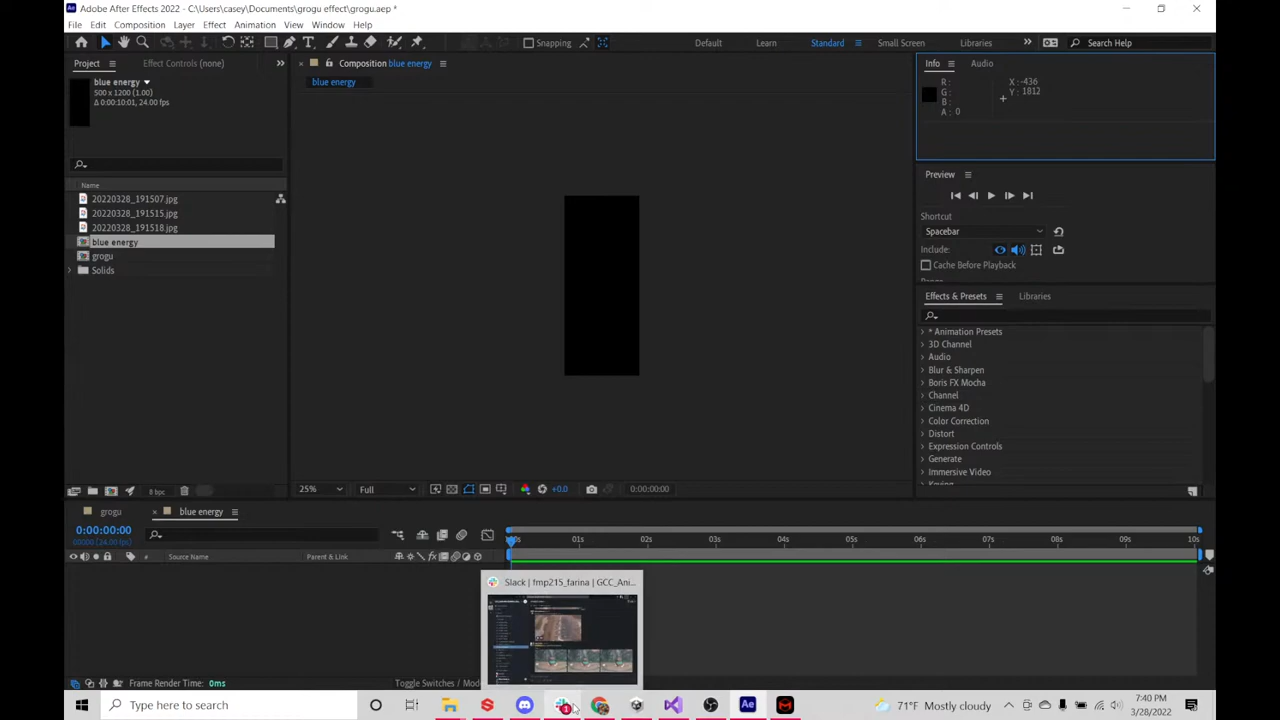 Adobe After Effects 2022 - C:\Users\casey\Documents\grogu effect\grogu.aep *
File Edit Composition Layer Effect Animation View Window Help
Snapping Default Learn Standard Small Screen Libraries Search Help
Project Effect Controls (none)
Composition blue energy
Info Audio
blue energy
500 x 1200 (1.00)
Δ 0:00:10:01, 24.00 fps
blue energy
R :
G :
B :
A : 0
X : -436
Y : 1812
Preview
Shortcut
Spacebar
Include:
Cache Before Playback
Name
20220328_191507.jpg
20220328_191515.jpg
20220328_191518.jpg
blue energy
grogu
Solids
Effects & Presets Libraries
* Animation Presets
3D Channel
Audio
Blur & Sharpen
Boris FX Mocha
Channel
Cinema 4D
Color Correction
Distort
Expression Controls
Generate
Immersive Video
8 bpc
25% Full +0.0 0:00:00:00
grogu blue energy
0:00:00:00
00000 (24.00 fps)
01s 02s 03s 04s 05s 06s 07s 08s 09s 10s
# Source Name Parent & Link
Slack | fmp215_farina | GCC_Ani...
Frame Render Time: 0ms
Toggle Switches / Mod
Type here to search
71°F Mostly cloudy
7:40 PM
3/28/2022